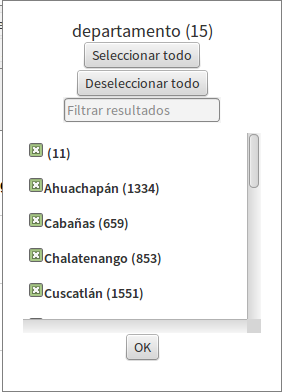 departamento (15)
Seleccionar todo
Deseleccionar todo
Filtrar resultados
(11)
Ahuachapán (1334)
Cabañas (659)
Chalatenango (853)
Cuscatlán (1551)
OK